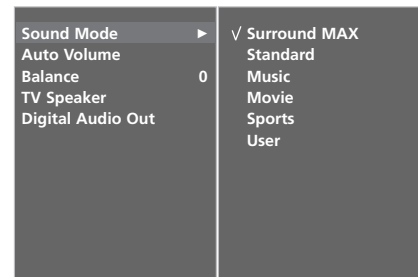 Sound Mode ►
Auto Volume
Balance 0
TV Speaker
Digital Audio Out
√ Surround MAX
Standard
Music
Movie
Sports
User